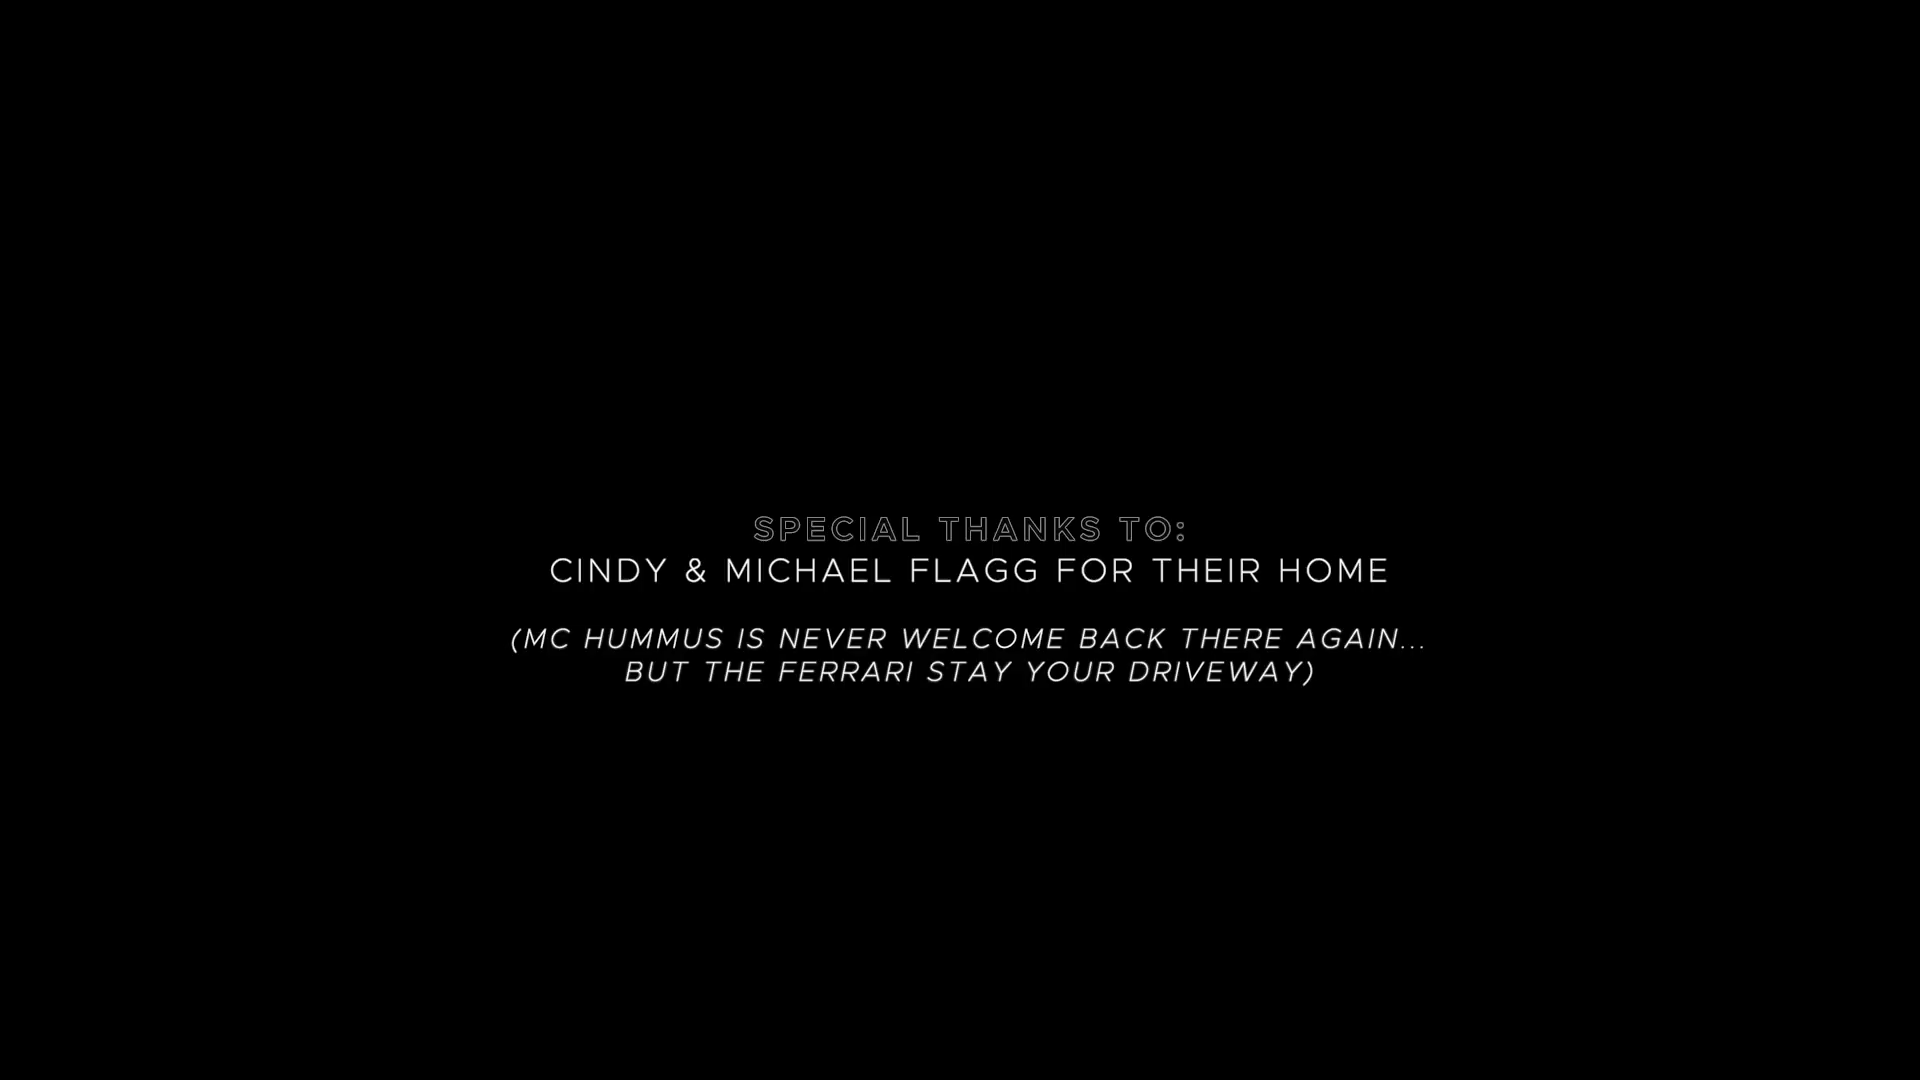 SPECIAL THANKS TO:
CINDY & MICHAEL FLAGG FOR THEIR HOME
(MC HUMMUS IS NEVER WELCOME BACK THERE AGAIN...
BUT THE FERRARI STAY YOUR DRIVEWAY)